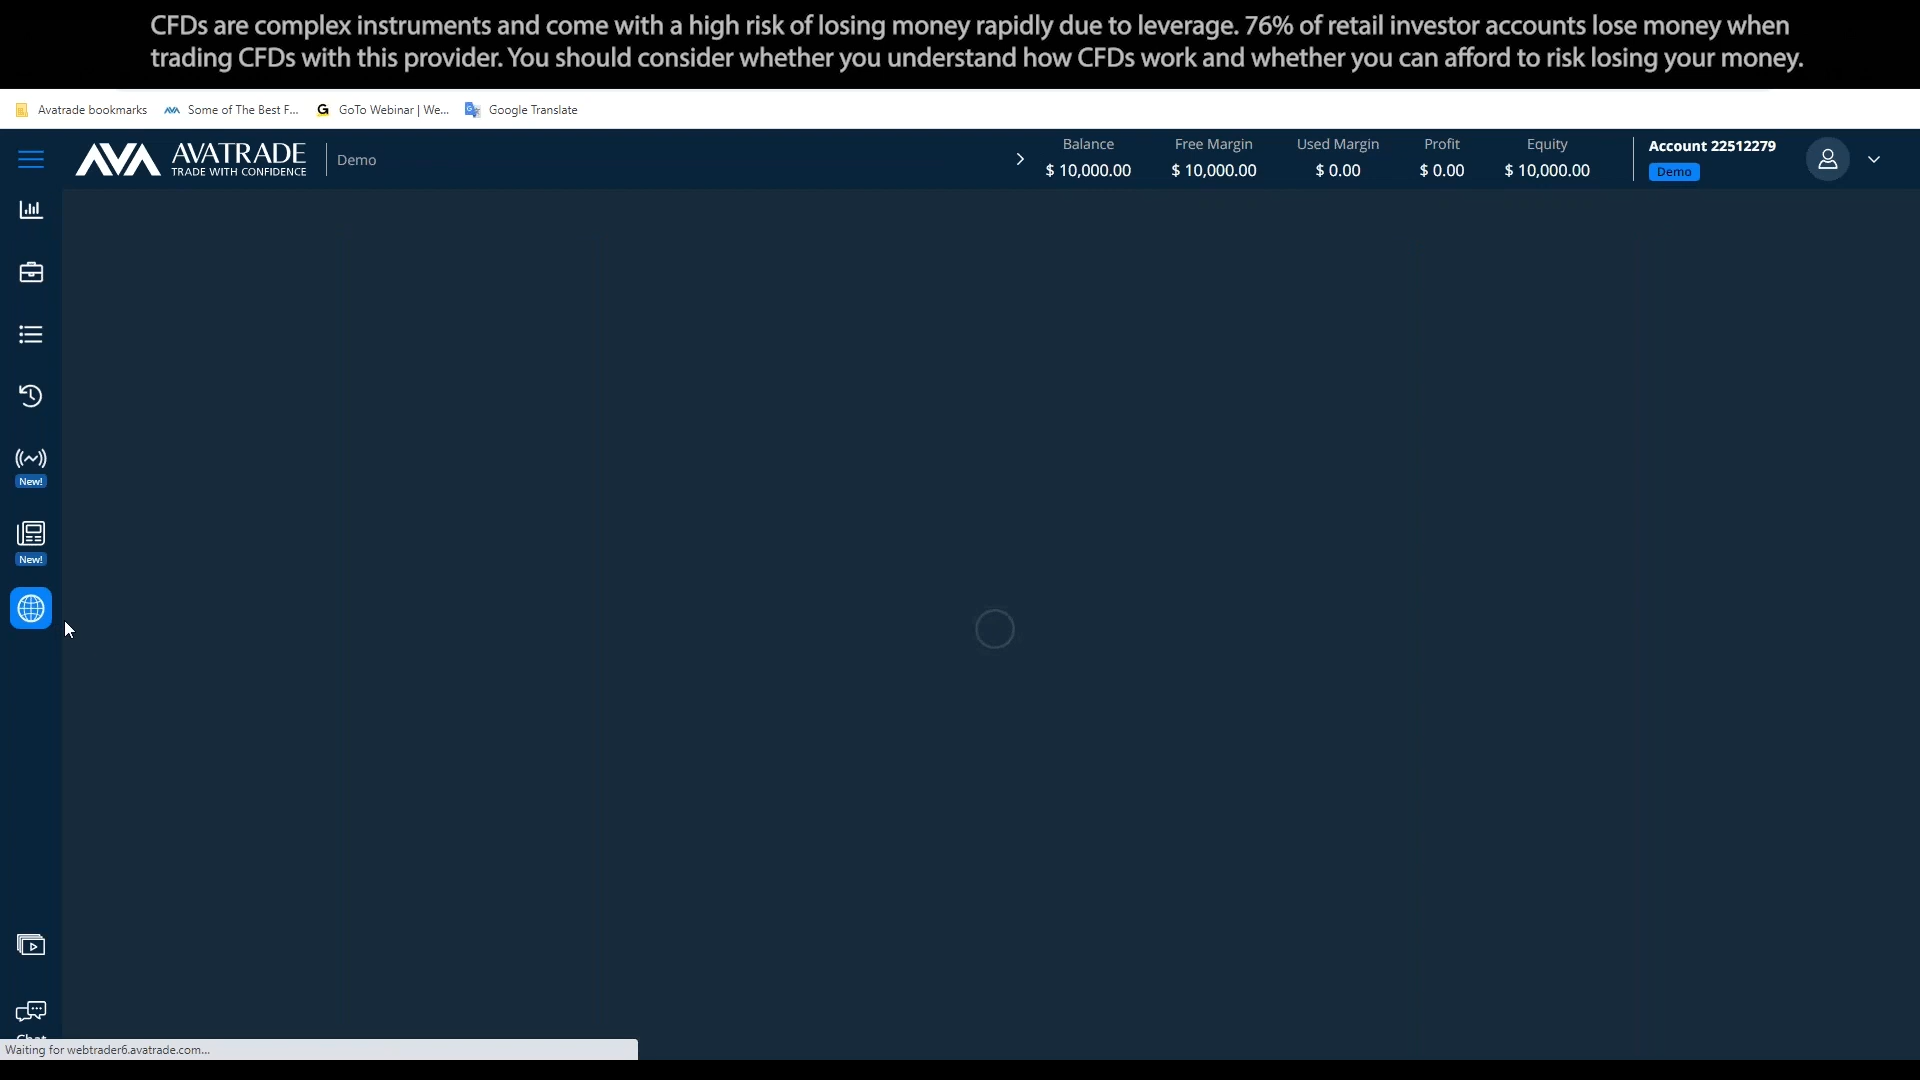 CFDs are complex instruments and come with a high risk of losing money rapidly due to leverage. 76% of retail investor accounts lose money when
trading CFDs with this provider. You should consider whether you understand how CFDs work and whether you can afford to risk losing your money.
Avatrade bookmarks Some of The Best F... GoTo Webinar | We... Google Translate
AVA AVATRADE
TRADE WITH CONFIDENCE
Demo
Balance Free Margin Used Margin Profit Equity
$ 10,000.00 $ 10,000.00 $ 0.00 $ 0.00 $ 10,000.00
Account 22512279
Demo
New!
New!
Chat
Waiting for webtrader6.avatrade.com...